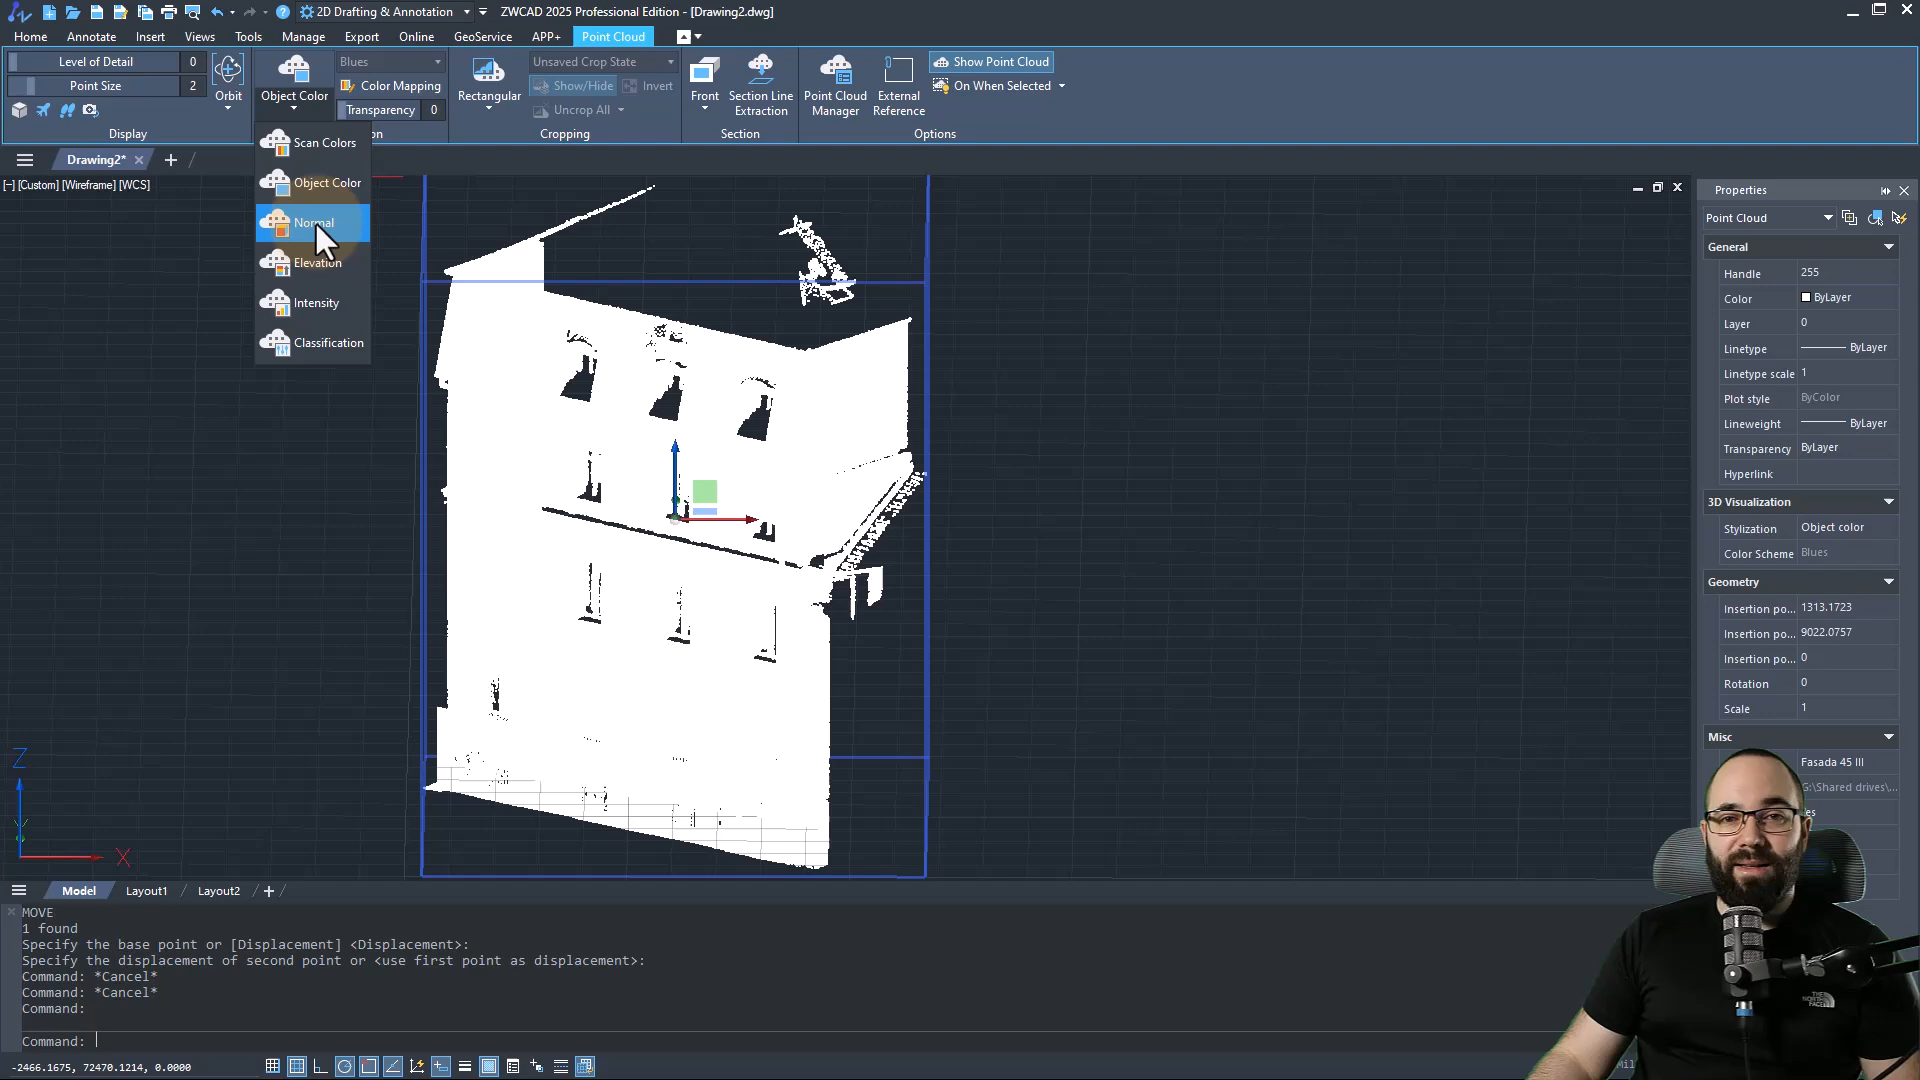 2D Drafting & Annotation
ZWCAD 2025 Professional Edition - [Drawing2.dwg]
Home
Annotate
Insert
Views
Tools
Manage
Export
Online
GeoService
APP+
Point Cloud
Level of Detail 0
Point Size 2
Orbit
Display
Object Color
Blues
Color Mapping
Transparency 0
on
Rectangular
Unsaved Crop State
Show/Hide
Invert
Uncrop All
Cropping
Front
Section Line
Extraction
Section
Point Cloud
Manager
External
Reference
Show Point Cloud
On When Selected
Options
Scan Colors
Object Color
Normal
Elevation
Intensity
Classification
Drawing2*
[-] [Custom] [Wireframe] [WCS]
Properties
Point Cloud
General
Handle 255
Color ByLayer
Layer 0
Linetype ByLayer
Linetype scale 1
Plot style ByColor
Lineweight ByLayer
Transparency ByLayer
Hyperlink
3D Visualization
Stylization Object color
Color Scheme Blues
Geometry
Insertion po... 1313.1723
Insertion po... 9022.0757
Insertion po... 0
Rotation 0
Scale 1
Misc
Fasada 45 III
G:\Shared drives\...
es
Z
Y
X
Model
Layout1
Layout2
MOVE
1 found
Specify the base point or [Displacement] <Displacement>:
Specify the displacement of second point or <use first point as displacement>:
Command: *Cancel*
Command: *Cancel*
Command:
Command:
-2466.1675, 72470.1214, 0.0000
THE
NORTH
FACE